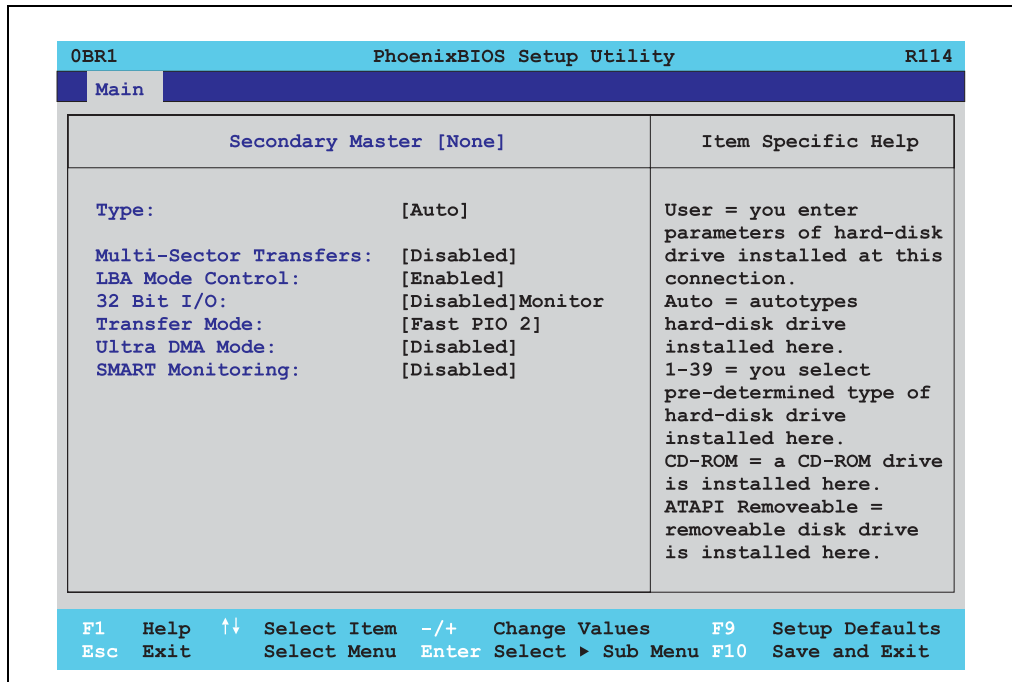 0BR1 PhoenixBIOS Setup Utility R114
Main
Secondary Master [None]
Type: [Auto]
Multi-Sector Transfers: [Disabled]
LBA Mode Control: [Enabled]
32 Bit I/O: [Disabled]Monitor
Transfer Mode: [Fast PIO 2]
Ultra DMA Mode: [Disabled]
SMART Monitoring: [Disabled]
Item Specific Help
User = you enter
parameters of hard-disk
drive installed at this
connection.
Auto = autotypes
hard-disk drive
installed here.
1-39 = you select
pre-determined type of
hard-disk drive
installed here.
CD-ROM = a CD-ROM drive
is installed here.
ATAPI Removeable =
removeable disk drive
is installed here.
F1 Help ↑↓ Select Item -/+ Change Values F9 Setup Defaults
Esc Exit Select Menu Enter Select ▶ Sub Menu F10 Save and Exit